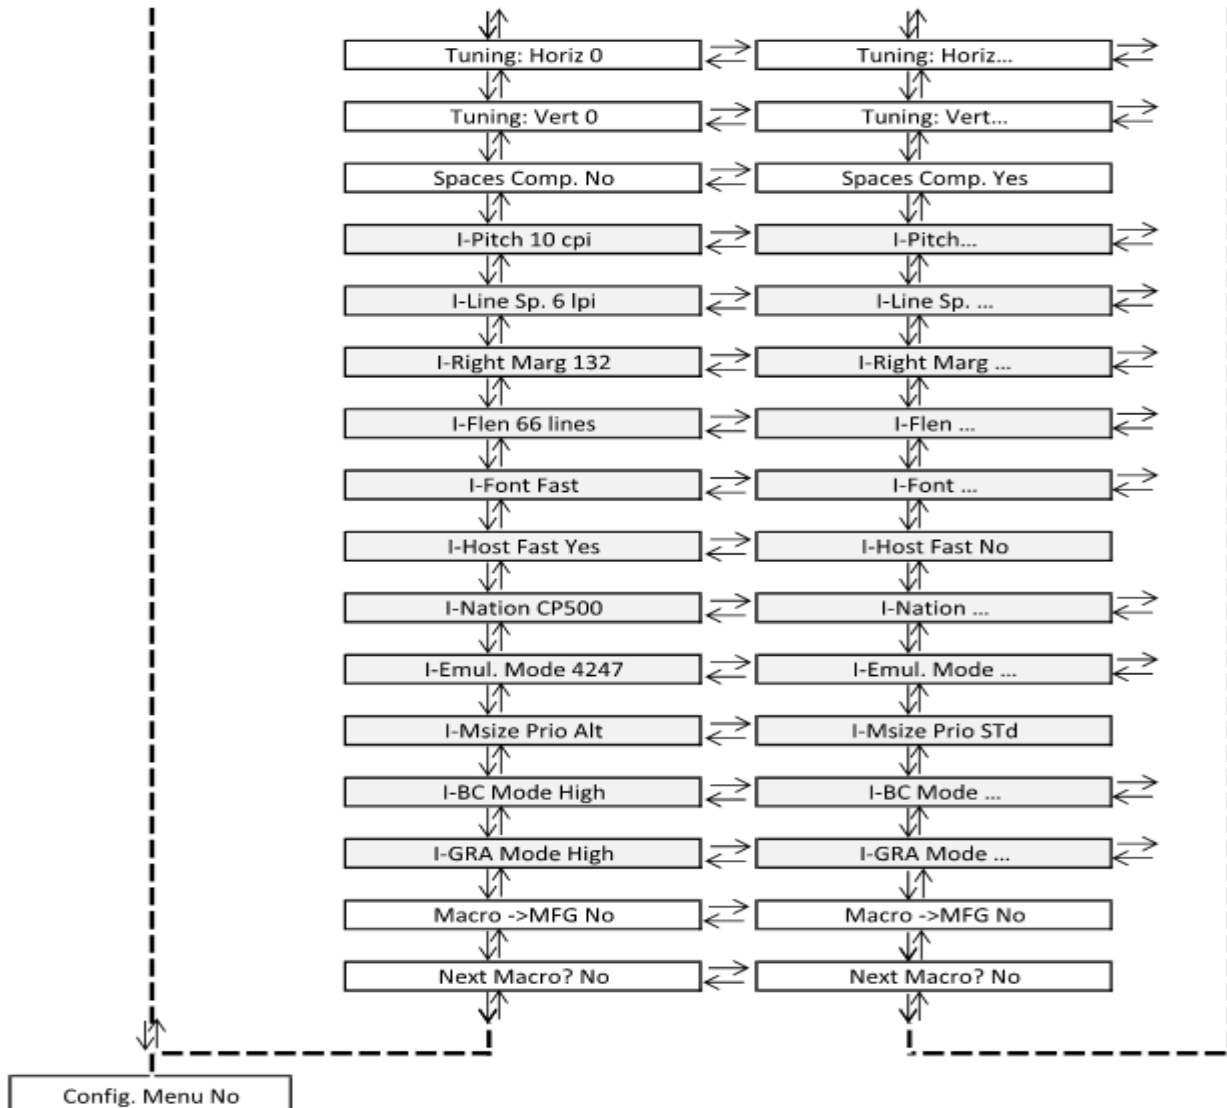 Tuning: Horiz 0
Tuning: Horiz...
Tuning: Vert 0
Tuning: Vert...
Spaces Comp. No
Spaces Comp. Yes
I-Pitch 10 cpi
I-Pitch...
I-Line Sp. 6 lpi
I-Line Sp. ...
I-Right Marg 132
I-Right Marg ...
I-Flen 66 lines
I-Flen ...
I-Font Fast
I-Font ...
I-Host Fast Yes
I-Host Fast No
I-Nation CP500
I-Nation ...
I-Emul. Mode 4247
I-Emul. Mode ...
I-Msize Prio Alt
I-Msize Prio STd
I-BC Mode High
I-BC Mode ...
I-GRA Mode High
I-GRA Mode ...
Macro ->MFG No
Macro ->MFG No
Next Macro? No
Next Macro? No
Config. Menu No